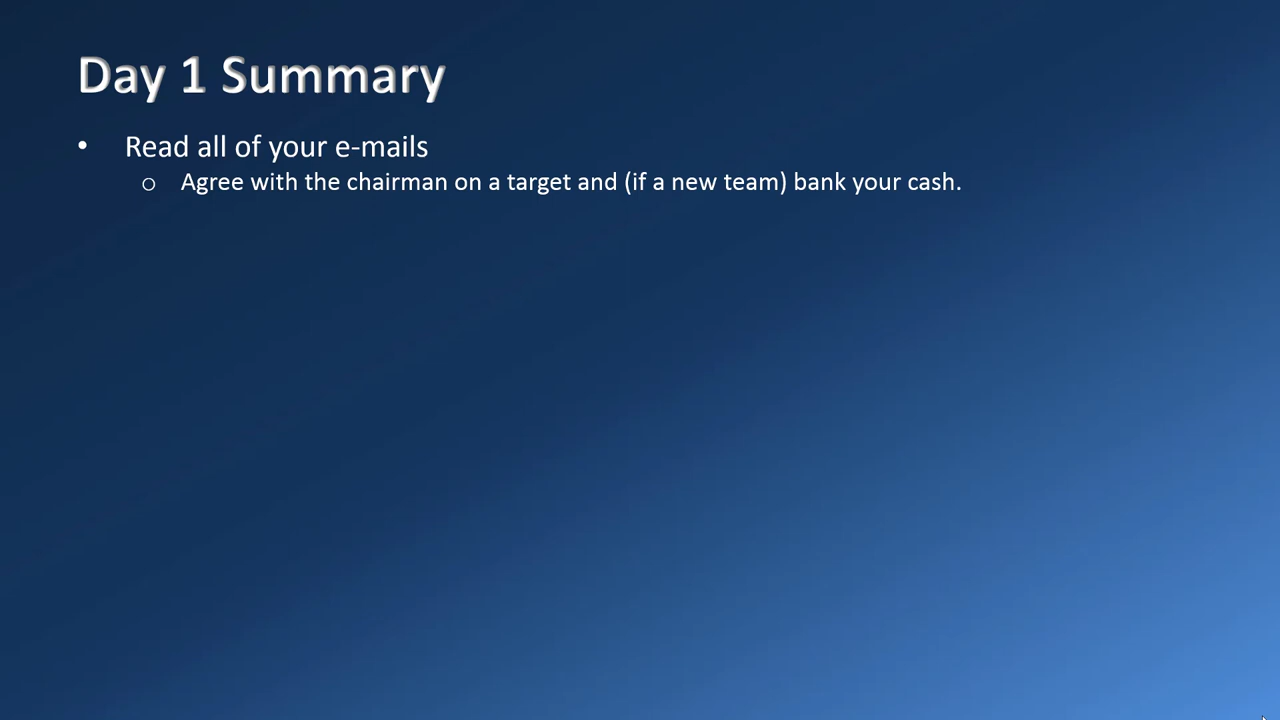 Day 1 Summary
• Read all of your e-mails
o Agree with the chairman on a target and (if a new team) bank your cash.